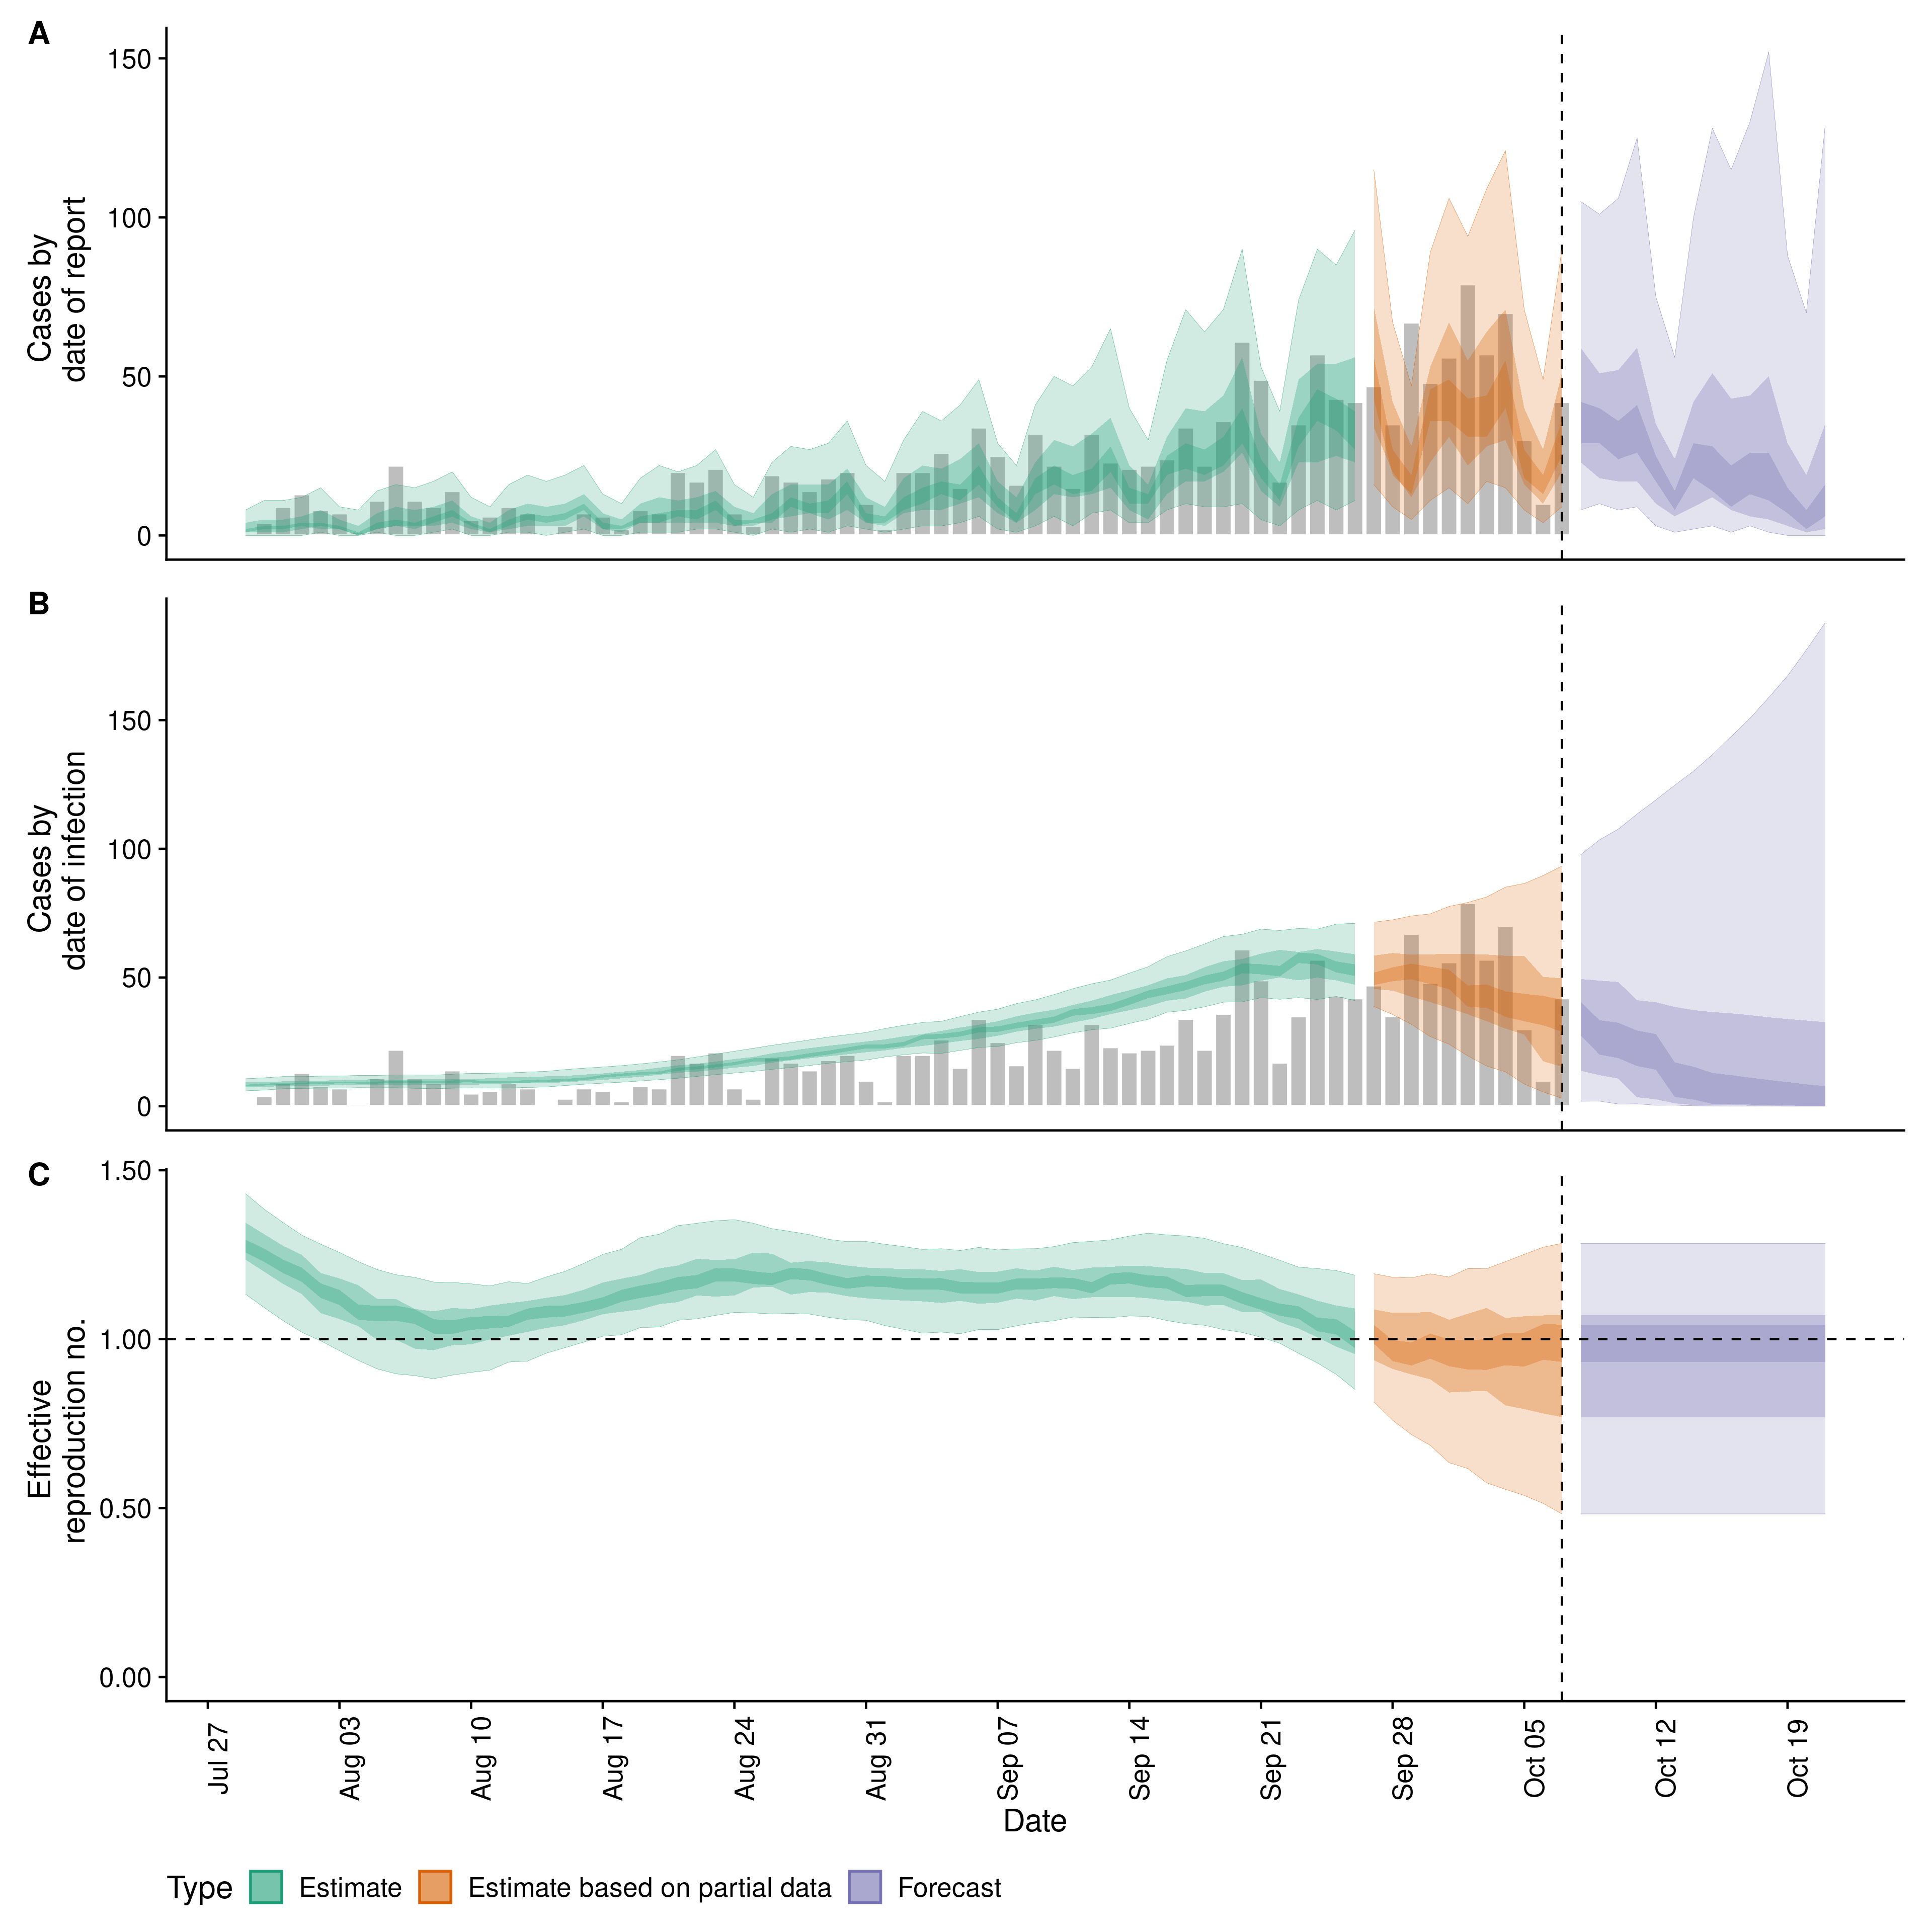 A
150
100
50
0
Cases by
date of report
B
150
100
50
0
Cases by
date of infection
C
1.50
1.00
0.50
0.00
Effective
reproduction no.
Jul 27
Aug 03
Aug 10
Aug 17
Aug 24
Aug 31
Sep 07
Sep 14
Sep 21
Sep 28
Oct 05
Oct 12
Oct 19
Date
Type Estimate Estimate based on partial data Forecast